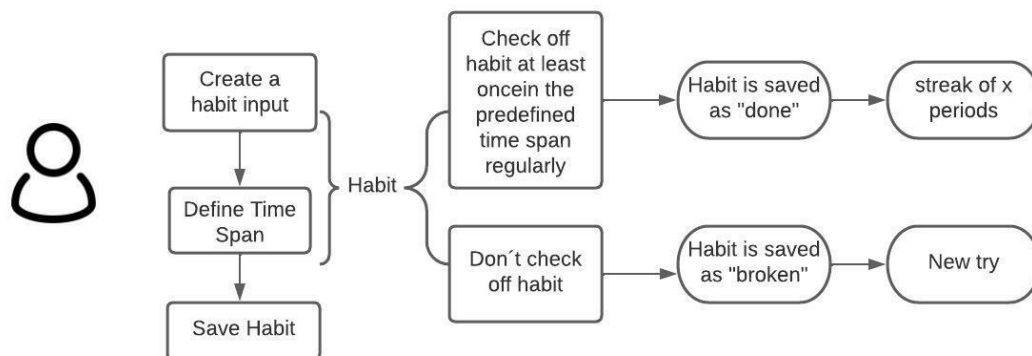 Create a
habit input
Define Time
Span
Save Habit
Habit
Check off
habit at least
oncein the
predefined
time span
regularly
Habit is saved
as "done"
streak of x
periods
Don´t check
off habit
Habit is saved
as "broken"
New try